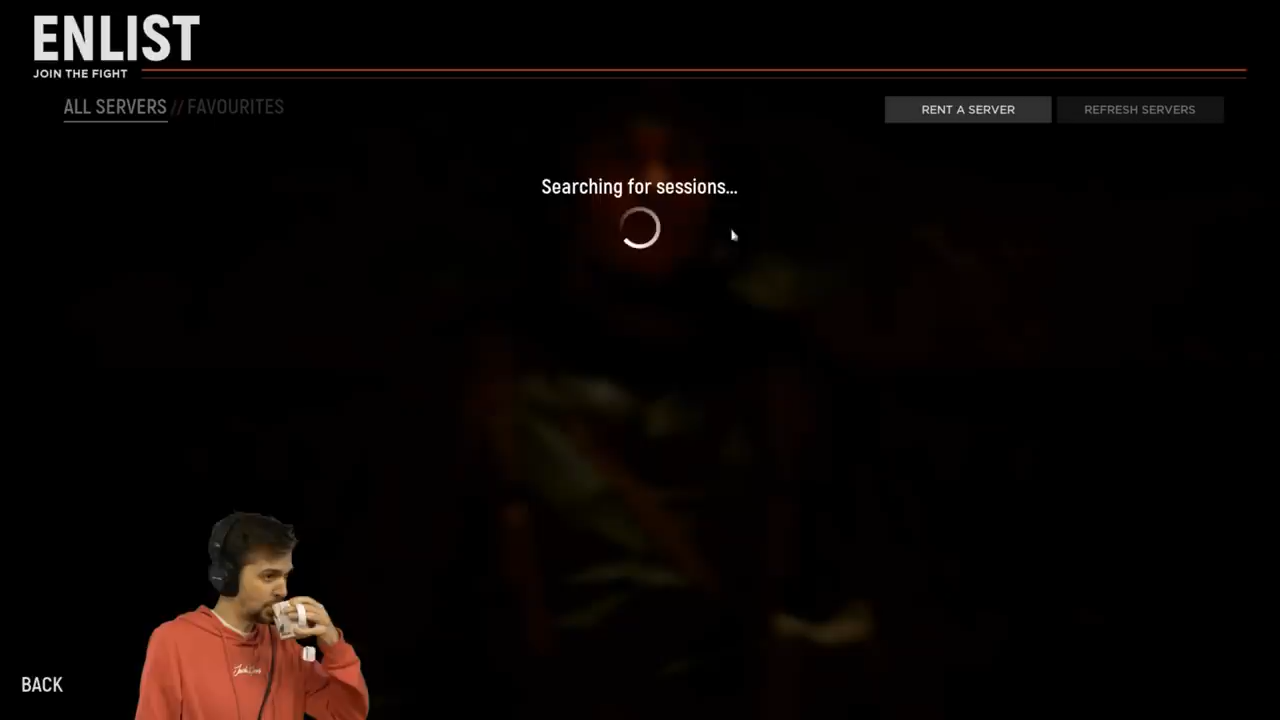 ENLIST
JOIN THE FIGHT
ALL SERVERS // FAVOURITES
RENT A SERVER
REFRESH SERVERS
Searching for sessions...
BACK